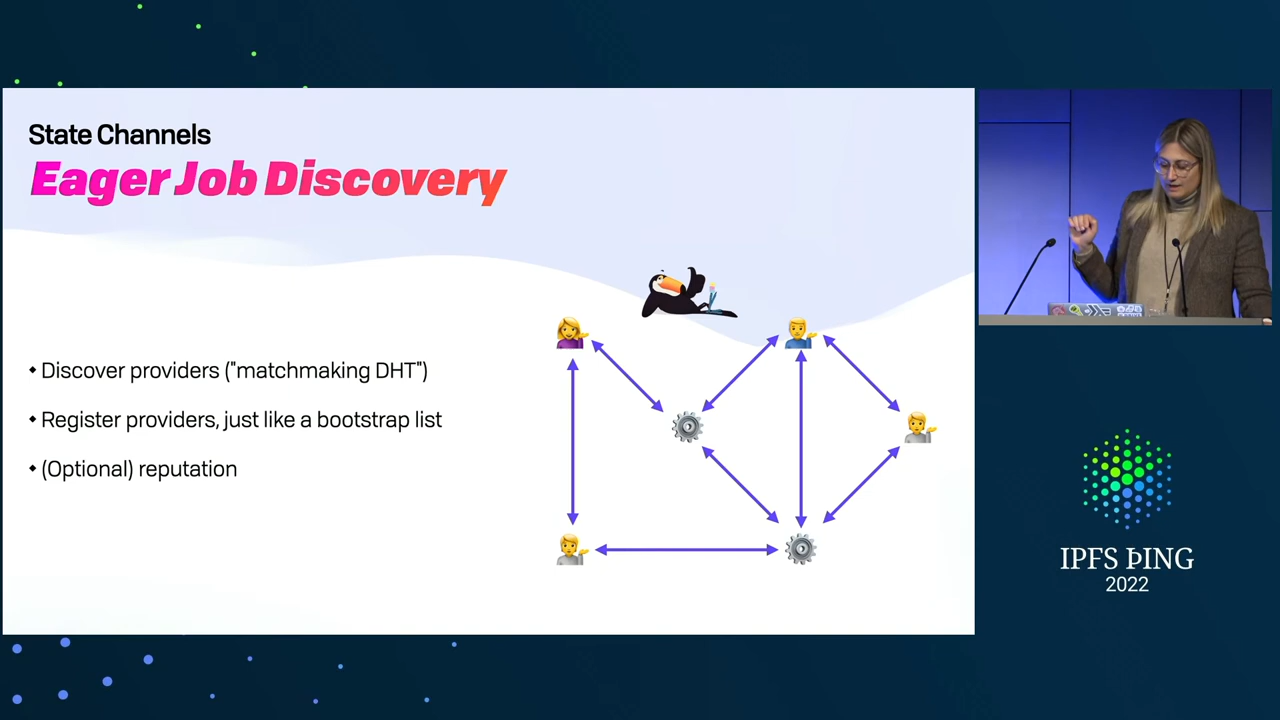 State Channels
Eager Job Discovery
• Discover providers ("matchmaking DHT")
• Register providers, just like a bootstrap list
• (Optional) reputation
IPFS ÞING
2022